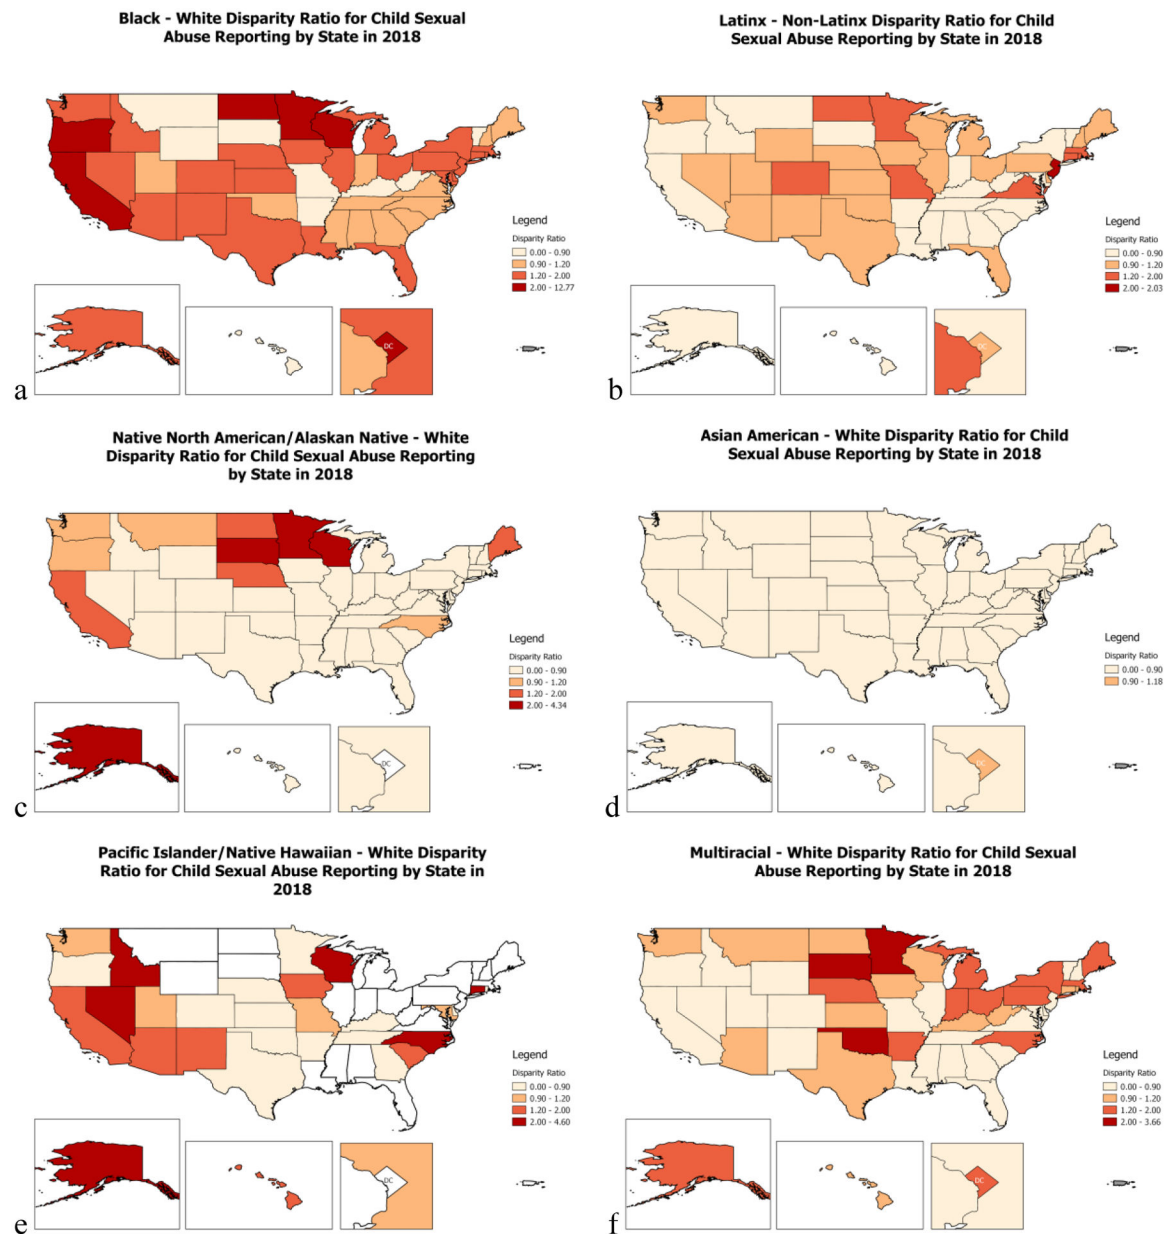 Black - White Disparity Ratio for Child Sexual
Abuse Reporting by State in 2018
Legend
Disparity Ratio
0.00 - 0.90
0.90 - 1.20
1.20 - 2.00
2.00 - 12.77
DC
a
Latinx - Non-Latinx Disparity Ratio for Child
Sexual Abuse Reporting by State in 2018
Legend
Disparity Ratio
0.00 - 0.90
0.90 - 1.20
1.20 - 2.00
2.00 - 2.03
DC
b
Native North American/Alaskan Native - White
Disparity Ratio for Child Sexual Abuse Reporting
by State in 2018
Legend
Disparity Ratio
0.00 - 0.90
0.90 - 1.20
1.20 - 2.00
2.00 - 4.34
DC
c
Asian American - White Disparity Ratio for Child
Sexual Abuse Reporting by State in 2018
Legend
Disparity Ratio
0.00 - 0.90
0.90 - 1.18
DC
d
Pacific Islander/Native Hawaiian - White Disparity
Ratio for Child Sexual Abuse Reporting by State in
2018
Legend
Disparity Ratio
0.00 - 0.90
0.90 - 1.20
1.20 - 2.00
2.00 - 4.60
DC
e
Multiracial - White Disparity Ratio for Child Sexual
Abuse Reporting by State in 2018
Legend
Disparity Ratio
0.00 - 0.90
0.90 - 1.20
1.20 - 2.00
2.00 - 3.66
DC
f